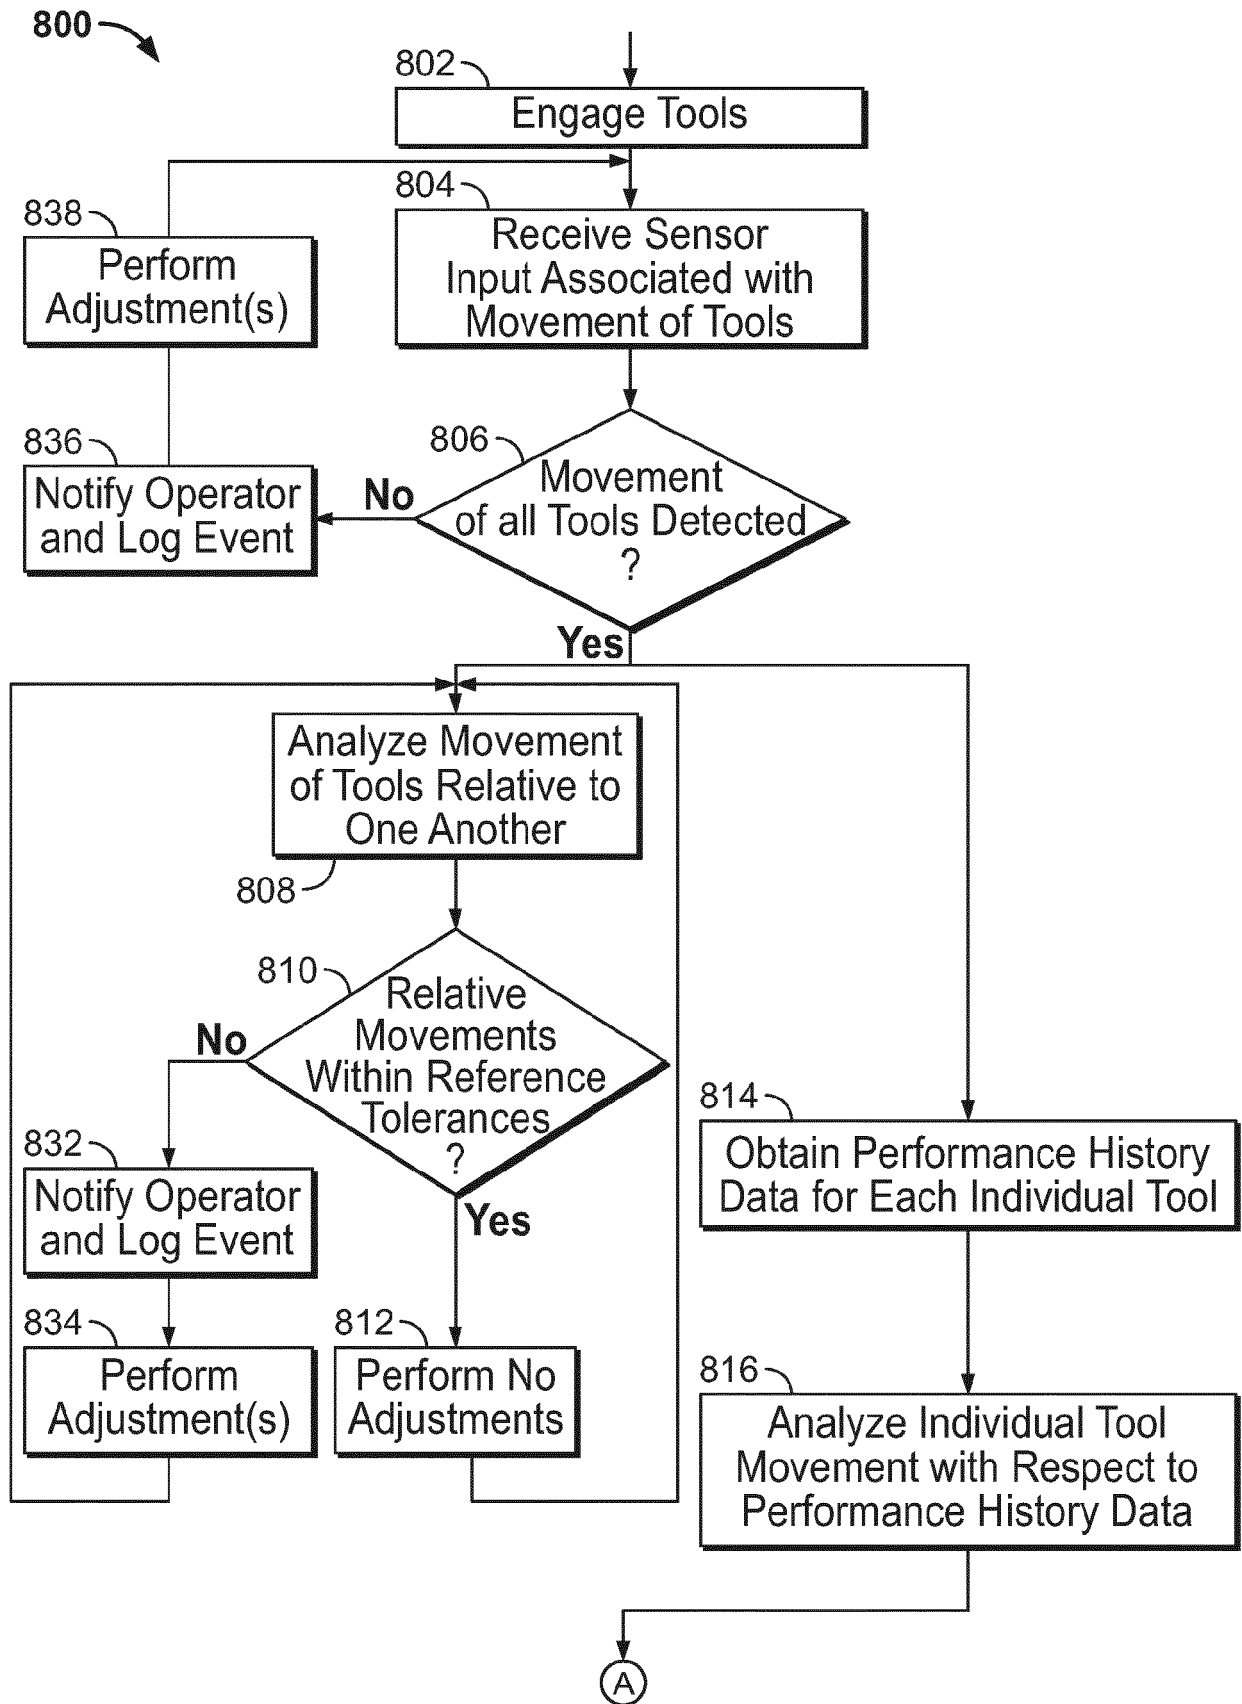 800
802
Engage Tools
804
Receive Sensor
Input Associated with
Movement of Tools
838
Perform
Adjustment(s)
836
Notify Operator
and Log Event
No
806
Movement
of all Tools Detected
?
Yes
Analyze Movement
of Tools Relative to
One Another
808
810
Relative
Movements
Within Reference
Tolerances
?
No
Yes
832
Notify Operator
and Log Event
834
Perform
Adjustment(s)
812
Perform No
Adjustments
814
Obtain Performance History
Data for Each Individual Tool
816
Analyze Individual Tool
Movement with Respect to
Performance History Data
A